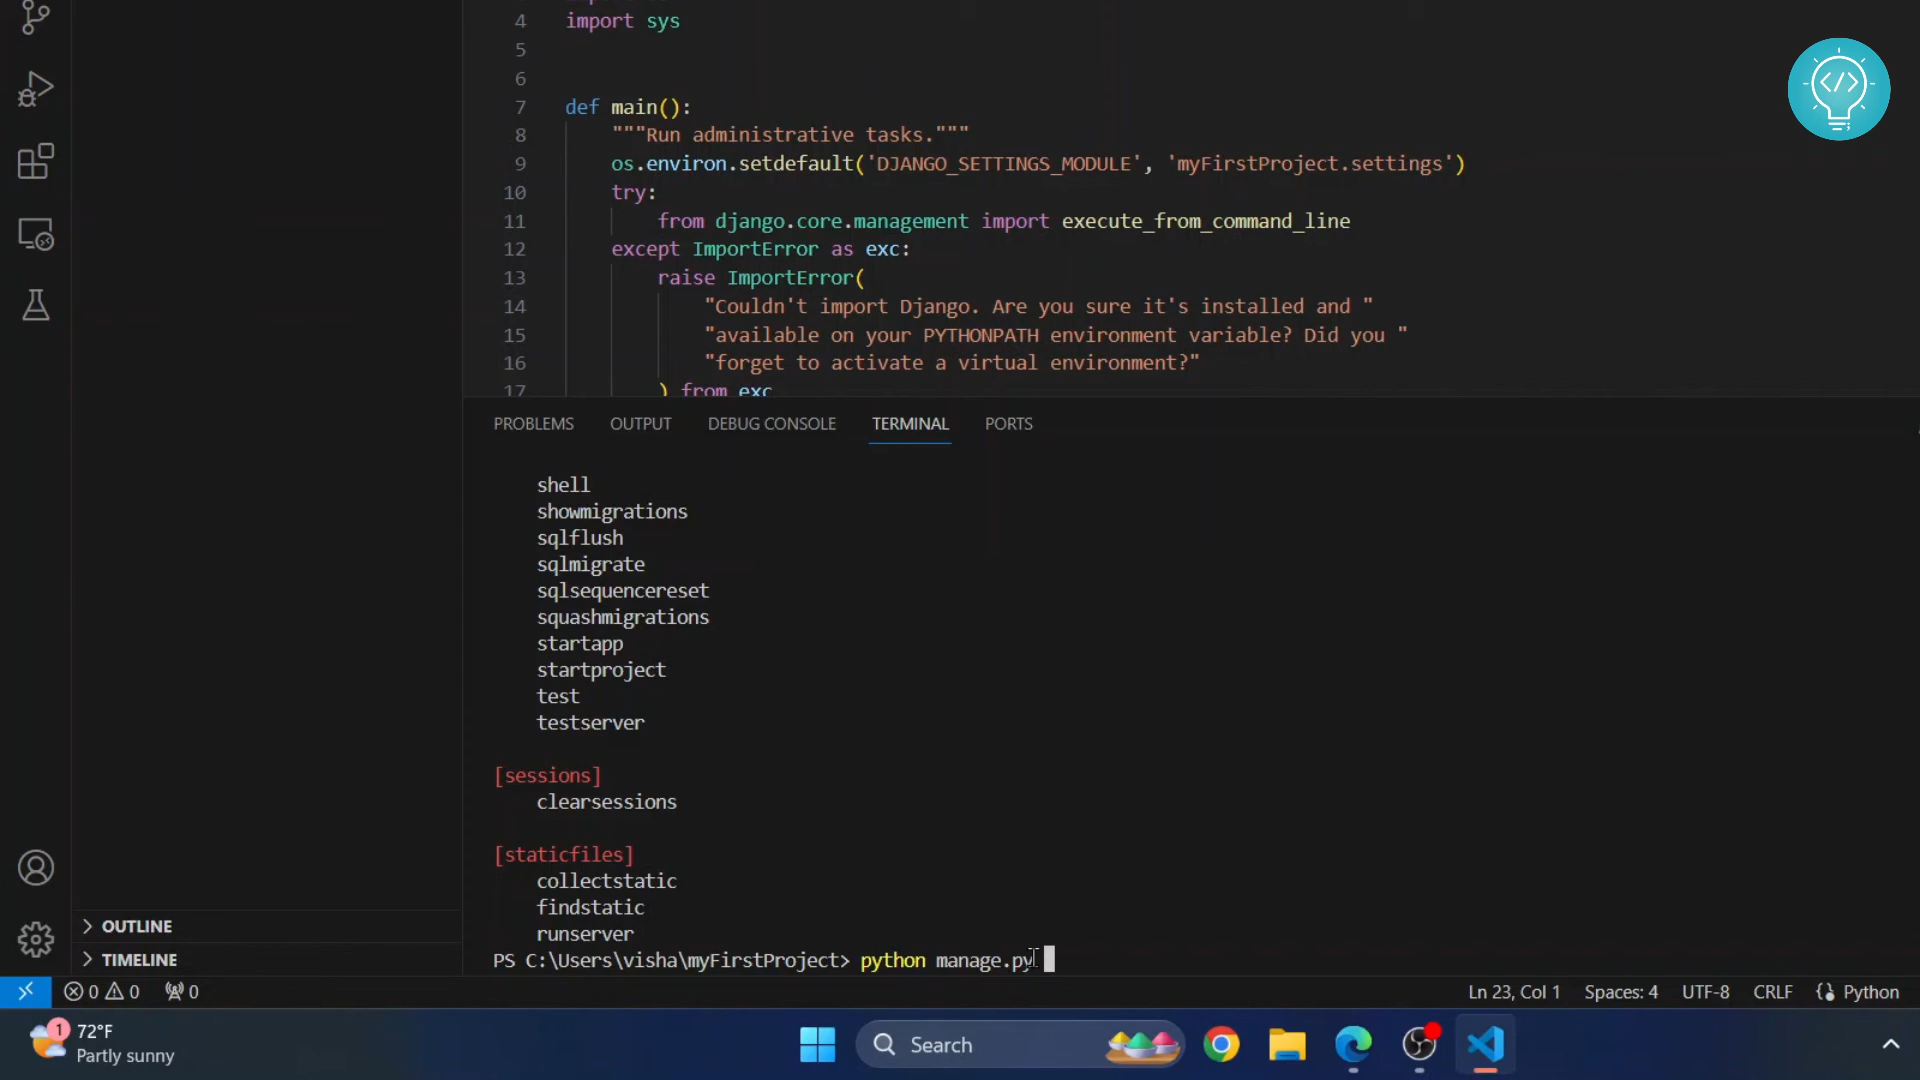 4 import sys
5
6
7 def main():
8 """Run administrative tasks."""
9 os.environ.setdefault('DJANGO_SETTINGS_MODULE', 'myFirstProject.settings')
10 try:
11 from django.core.management import execute_from_command_line
12 except ImportError as exc:
13 raise ImportError(
14 "Couldn't import Django. Are you sure it's installed and "
15 "available on your PYTHONPATH environment variable? Did you "
16 "forget to activate a virtual environment?"
17 ) from exc
PROBLEMS OUTPUT DEBUG CONSOLE TERMINAL PORTS
shell
showmigrations
sqlflush
sqlmigrate
sqlsequencereset
squashmigrations
startapp
startproject
test
testserver
[sessions]
clearsessions
[staticfiles]
collectstatic
findstatic
runserver
PS C:\Users\visha\myFirstProject> python manage.py
OUTLINE
TIMELINE
0 0 0 Ln 23, Col 1 Spaces: 4 UTF-8 CRLF Python
1 72°F
Partly sunny
Search